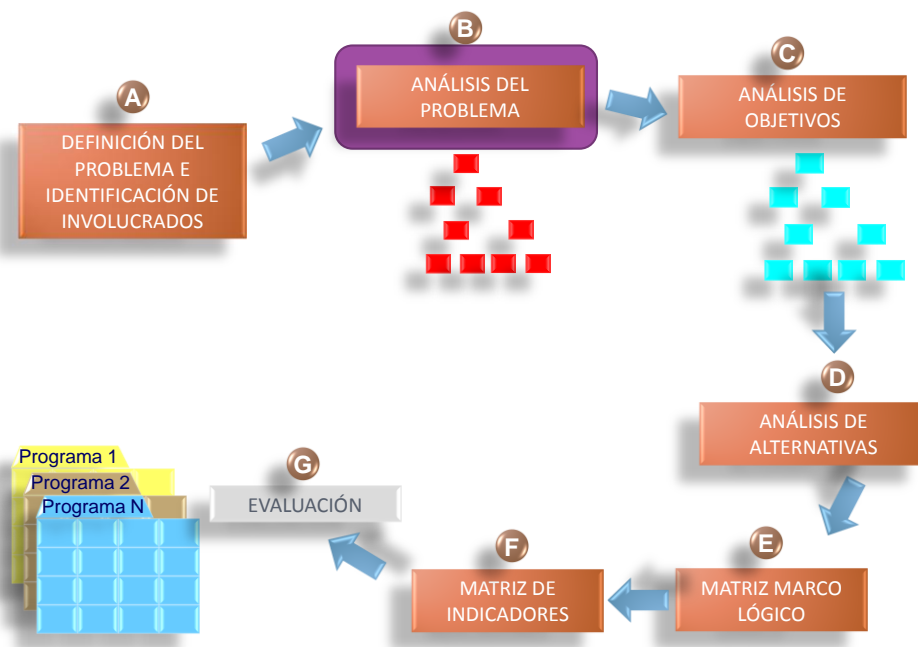 A
DEFINICIÓN DEL
PROBLEMA E
IDENTIFICACIÓN DE
INVOLUCRADOS
B
ANÁLISIS DEL
PROBLEMA
C
ANÁLISIS DE
OBJETIVOS
D
ANÁLISIS DE
ALTERNATIVAS
E
MATRIZ MARCO
LÓGICO
F
MATRIZ DE
INDICADORES
G
EVALUACIÓN
Programa 1
Programa 2
Programa N